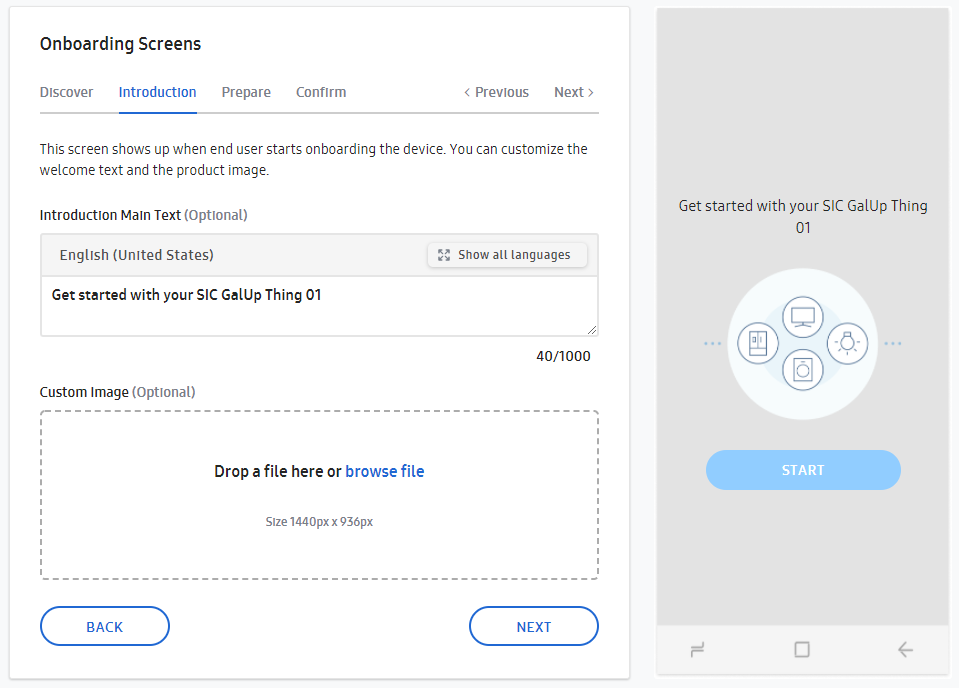 Onboarding Screens
Discover Introduction Prepare Confirm < Previous Next >
This screen shows up when end user starts onboarding the device. You can customize the
welcome text and the product image.
Introduction Main Text (Optional)
English (United States) Show all languages
Get started with your SIC GalUp Thing 01
40/1000
Custom Image (Optional)
Drop a file here or browse file
Size 1440px x 936px
BACK NEXT
Get started with your SIC GalUp Thing
01
START